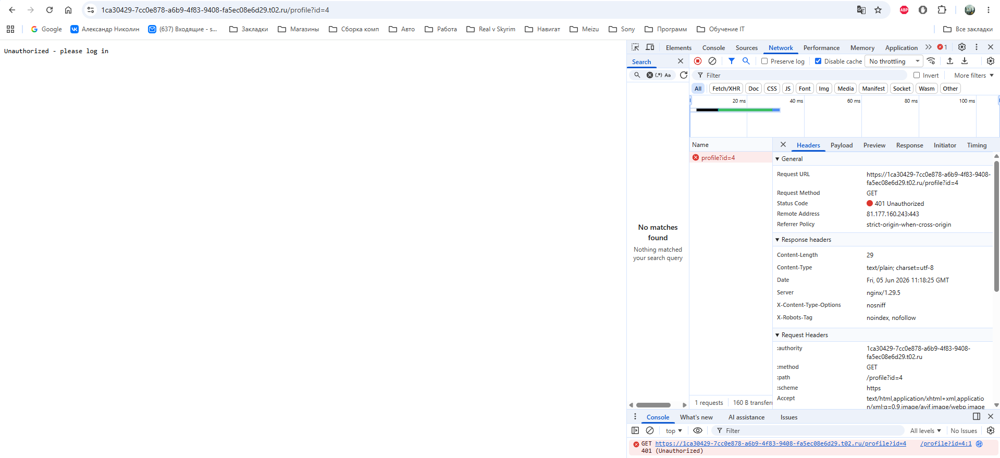 1ca30429-7cc0e878-a6b9-4f83-9408-fa5ec08e6d29.t02.ru/profile?id=4
ABP
Google
Александр Николин
(637) Входящие - s...
Закладки
Магазины
Сборка комп
Авто
Работа
Real v Skyrim
Навигат
Meizu
Sony
Программ
Обучение IT
Все закладки
Unauthorized - please log in
Elements Console Sources Network Performance Memory Application 1
Search
Preserve log Disable cache No throttling
(.*) Aa
Filter
Invert More filters
All Fetch/XHR Doc CSS JS Font Img Media Manifest Socket Wasm Other
20 ms 40 ms 60 ms 80 ms 100 ms
Name
profile?id=4
Headers Payload Preview Response Initiator Timing
General
Request URL https://1ca30429-7cc0e878-a6b9-4f83-9408-
fa5ec08e6d29.t02.ru/profile?id=4
Request Method GET
Status Code 401 Unauthorized
Remote Address 81.177.160.243:443
Referrer Policy strict-origin-when-cross-origin
Response headers
Content-Length 29
Content-Type text/plain; charset=utf-8
Date Fri, 05 Jun 2026 11:18:25 GMT
Server nginx/1.29.5
X-Content-Type-Options nosniff
X-Robots-Tag noindex, nofollow
Request Headers
:authority 1ca30429-7cc0e878-a6b9-4f83-9408-
fa5ec08e6d29.t02.ru
:method GET
:path /profile?id=4
:scheme https
Accept text/html,application/xhtml+xml,applicatio
n/xml;q=0.9,image/avif,image/webp,image
No matches
found
Nothing matched
your search query
1 requests 160 B transferr
Console What's new AI assistance Issues
top Filter All levels No Issues
GET https://1ca30429-7cc0e878-a6b9-4f83-9408-fa5ec08e6d29.t02.ru/profile?id=4 /profile?id=4:1
401 (Unauthorized)